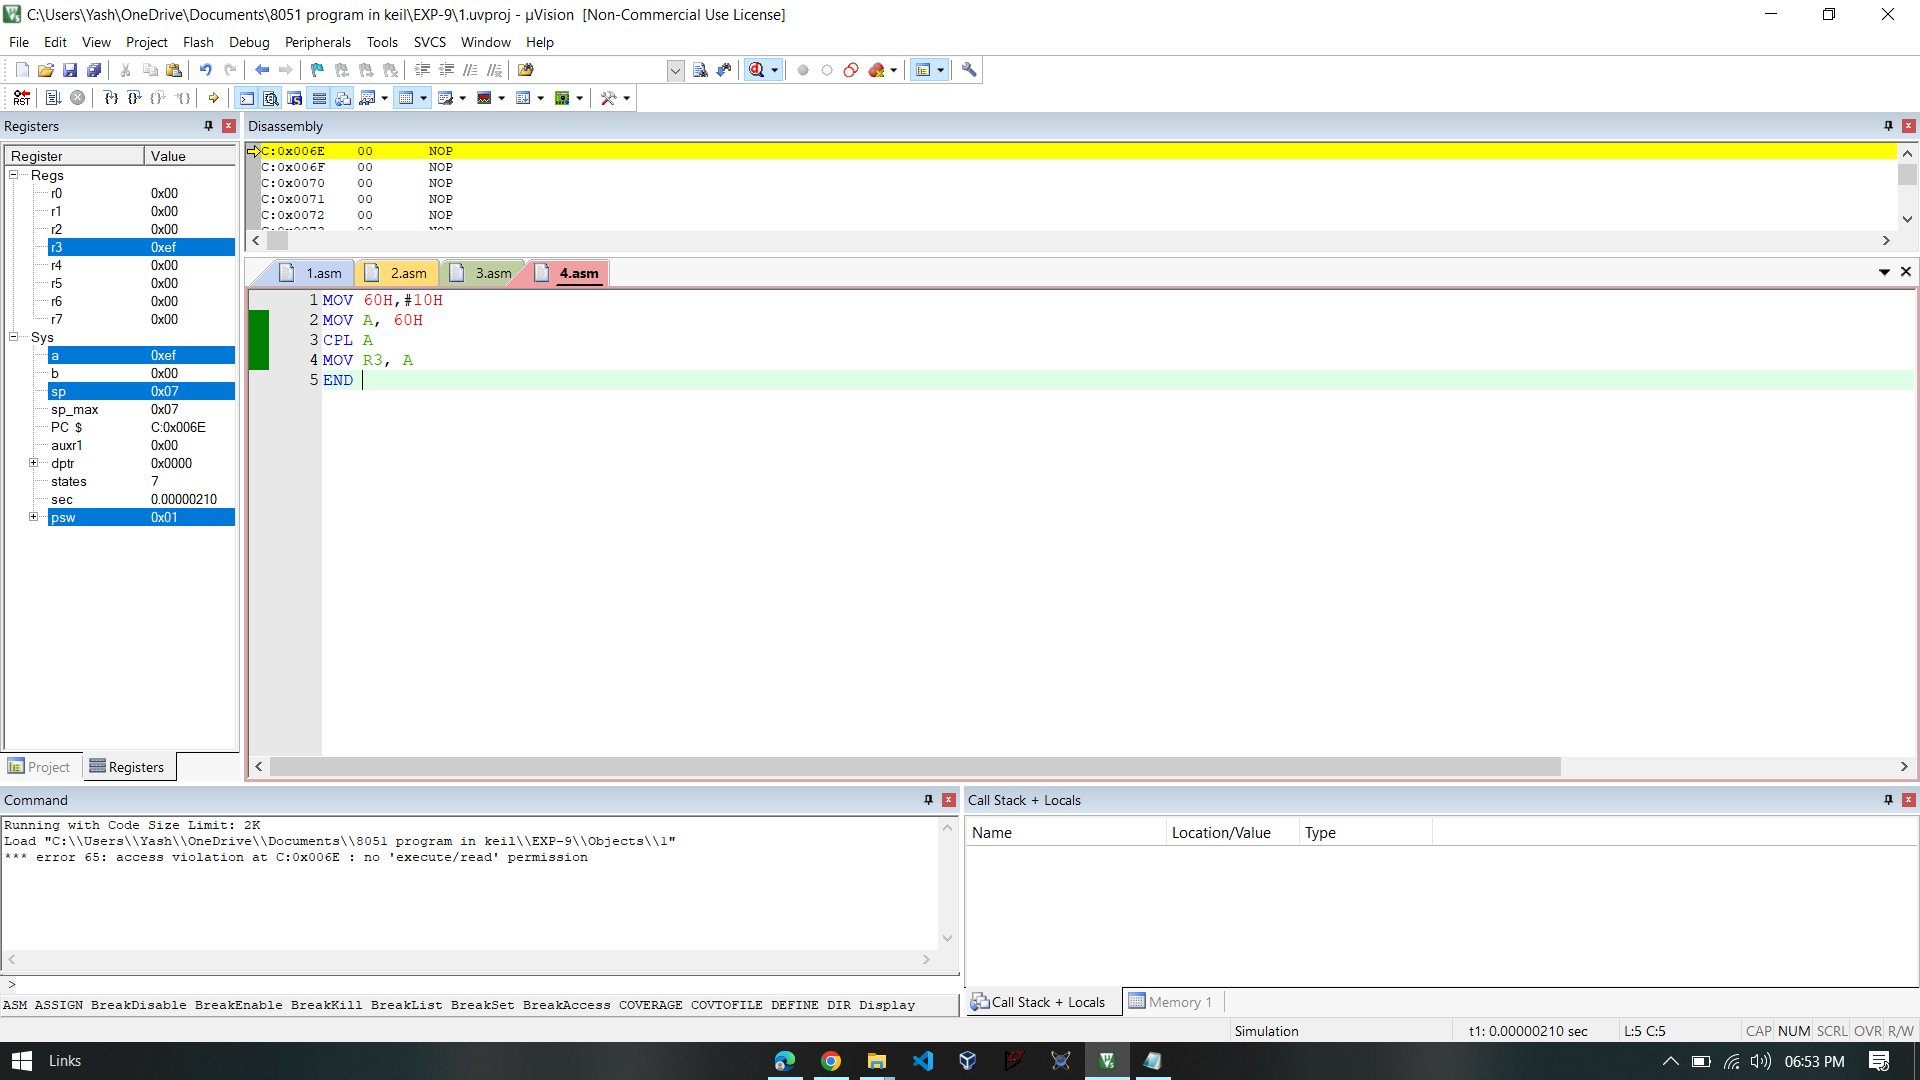 C:\Users\Yash\OneDrive\Documents\8051 program in keil\EXP-9\1.uvproj - µVision  [Non-Commercial Use License]
File Edit View Project Flash Debug Peripherals Tools SVCS Window Help
RST
Registers
Register Value
Regs
r0 0x00
r1 0x00
r2 0x00
r3 0xef
r4 0x00
r5 0x00
r6 0x00
r7 0x00
Sys
a 0xef
b 0x00
sp 0x07
sp_max 0x07
PC $ C:0x006E
auxr1 0x00
dptr 0x0000
states 7
sec 0.00000210
psw 0x01
Project Registers
Disassembly
C:0x006E 00 NOP
C:0x006F 00 NOP
C:0x0070 00 NOP
C:0x0071 00 NOP
C:0x0072 00 NOP
1.asm 2.asm 3.asm 4.asm
1 MOV 60H,#10H
2 MOV A, 60H
3 CPL A
4 MOV R3, A
5 END
Command
Running with Code Size Limit: 2K
Load "C:\\Users\\Yash\\OneDrive\\Documents\\8051 program in keil\\EXP-9\\Objects\\1"
*** error 65: access violation at C:0x006E : no 'execute/read' permission
>
ASM ASSIGN BreakDisable BreakEnable BreakKill BreakList BreakSet BreakAccess COVERAGE COVTOFILE DEFINE DIR Display
Call Stack + Locals
Name Location/Value Type
Call Stack + Locals Memory 1
Simulation t1: 0.00000210 sec L:5 C:5 CAP NUM SCRL OVR R/W
Links 06:53 PM